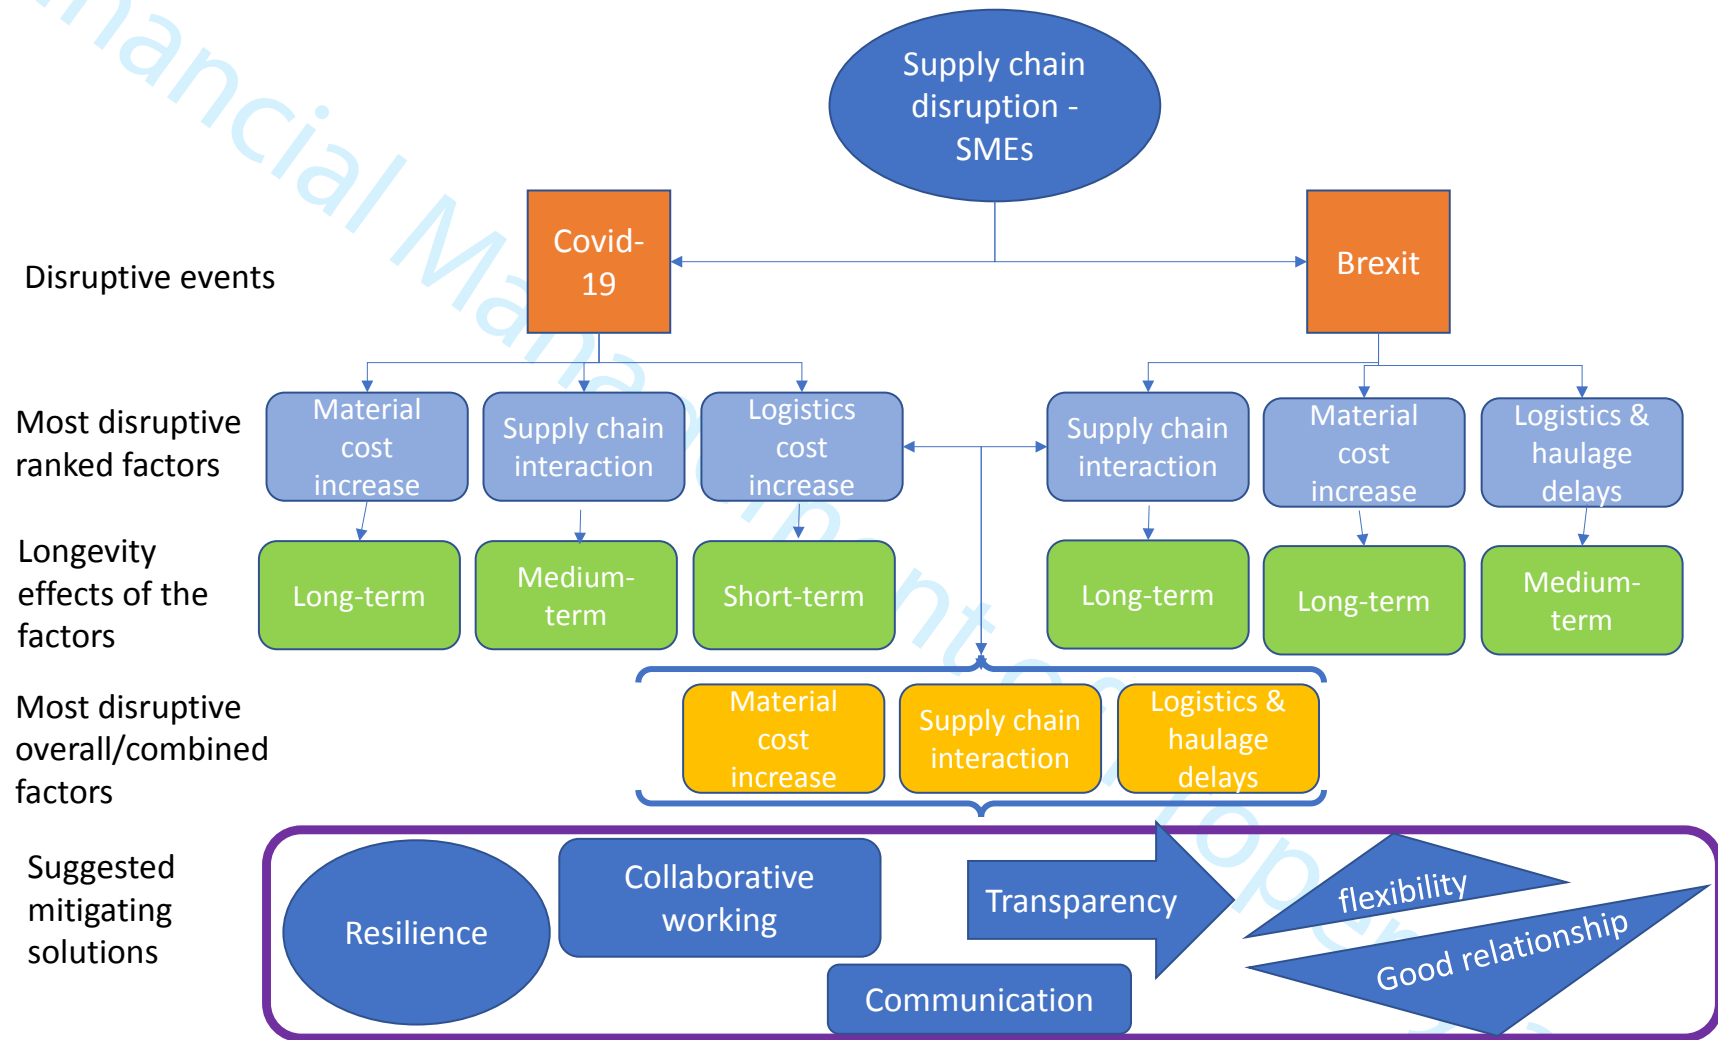 Supply chain
disruption -
SMEs
Disruptive events
Covid-
19
Brexit
Most disruptive
ranked factors
Material
cost
increase
Supply chain
interaction
Logistics
cost
increase
Supply chain
interaction
Material
cost
increase
Logistics &
haulage
delays
Longevity
effects of the
factors
Long-term
Medium-
term
Short-term
Long-term
Long-term
Medium-
term
Most disruptive
overall/combined
factors
Material
cost
increase
Supply chain
interaction
Logistics &
haulage
delays
Suggested
mitigating
solutions
Resilience
Collaborative
working
Communication
Transparency
flexibility
Good relationship